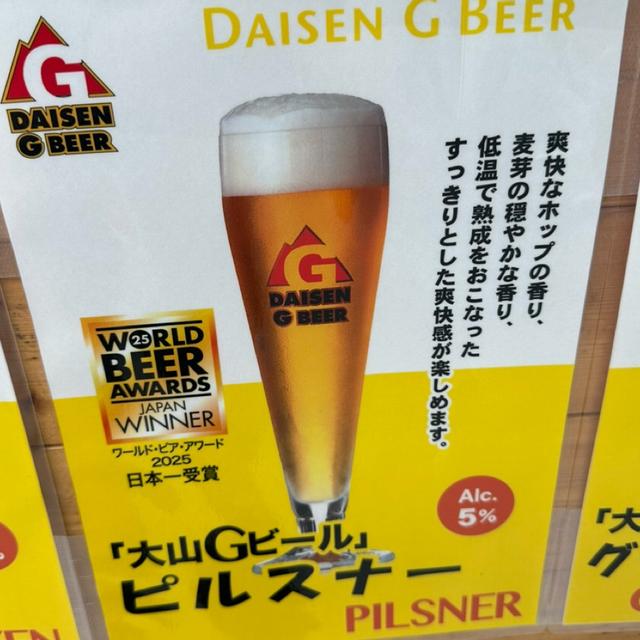 DAISEN G BEER
G
DAISEN
G BEER
爽快なホップの香り、
麦芽の穏やかな香り、
低温で熟成をおこなった
すっきりとした爽快感が楽しめます。
G
DAISEN
G BEER
25
WORLD
BEER
AWARDS
JAPAN
WINNER
ワールド・ビア・アワード
2025
日本一受賞
Alc.
5%
「大山Gビール」
ピルスナー
PILSNER
%
「大
グ